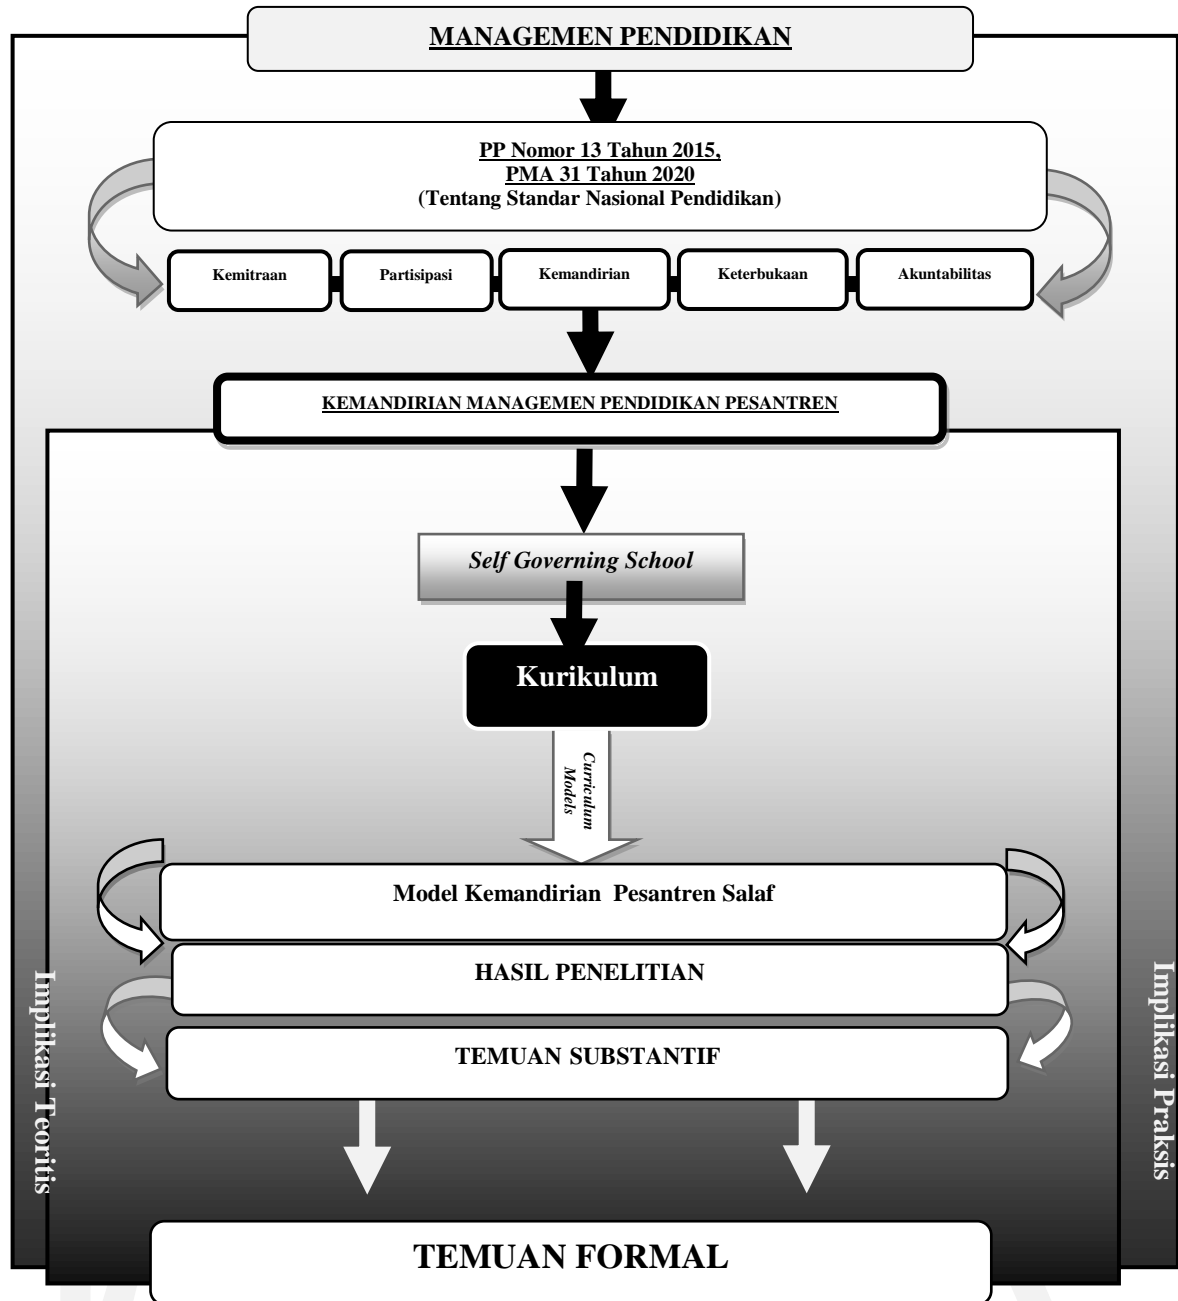 MANAGEMEN PENDIDIKAN
PP Nomor 13 Tahun 2015,
PMA 31 Tahun 2020
(Tentang Standar Nasional Pendidikan)
Kemitraan
Partisipasi
Kemandirian
Keterbukaan
Akuntabilitas
KEMANDIRIAN MANAGEMEN PENDIDIKAN PESANTREN
Self Governing School
Kurikulum
Curriculum
Models
Model Kemandirian Pesantren Salaf
HASIL PENELITIAN
TEMUAN SUBSTANTIF
Implikasi Teoritis
Implikasi Praksis
TEMUAN FORMAL